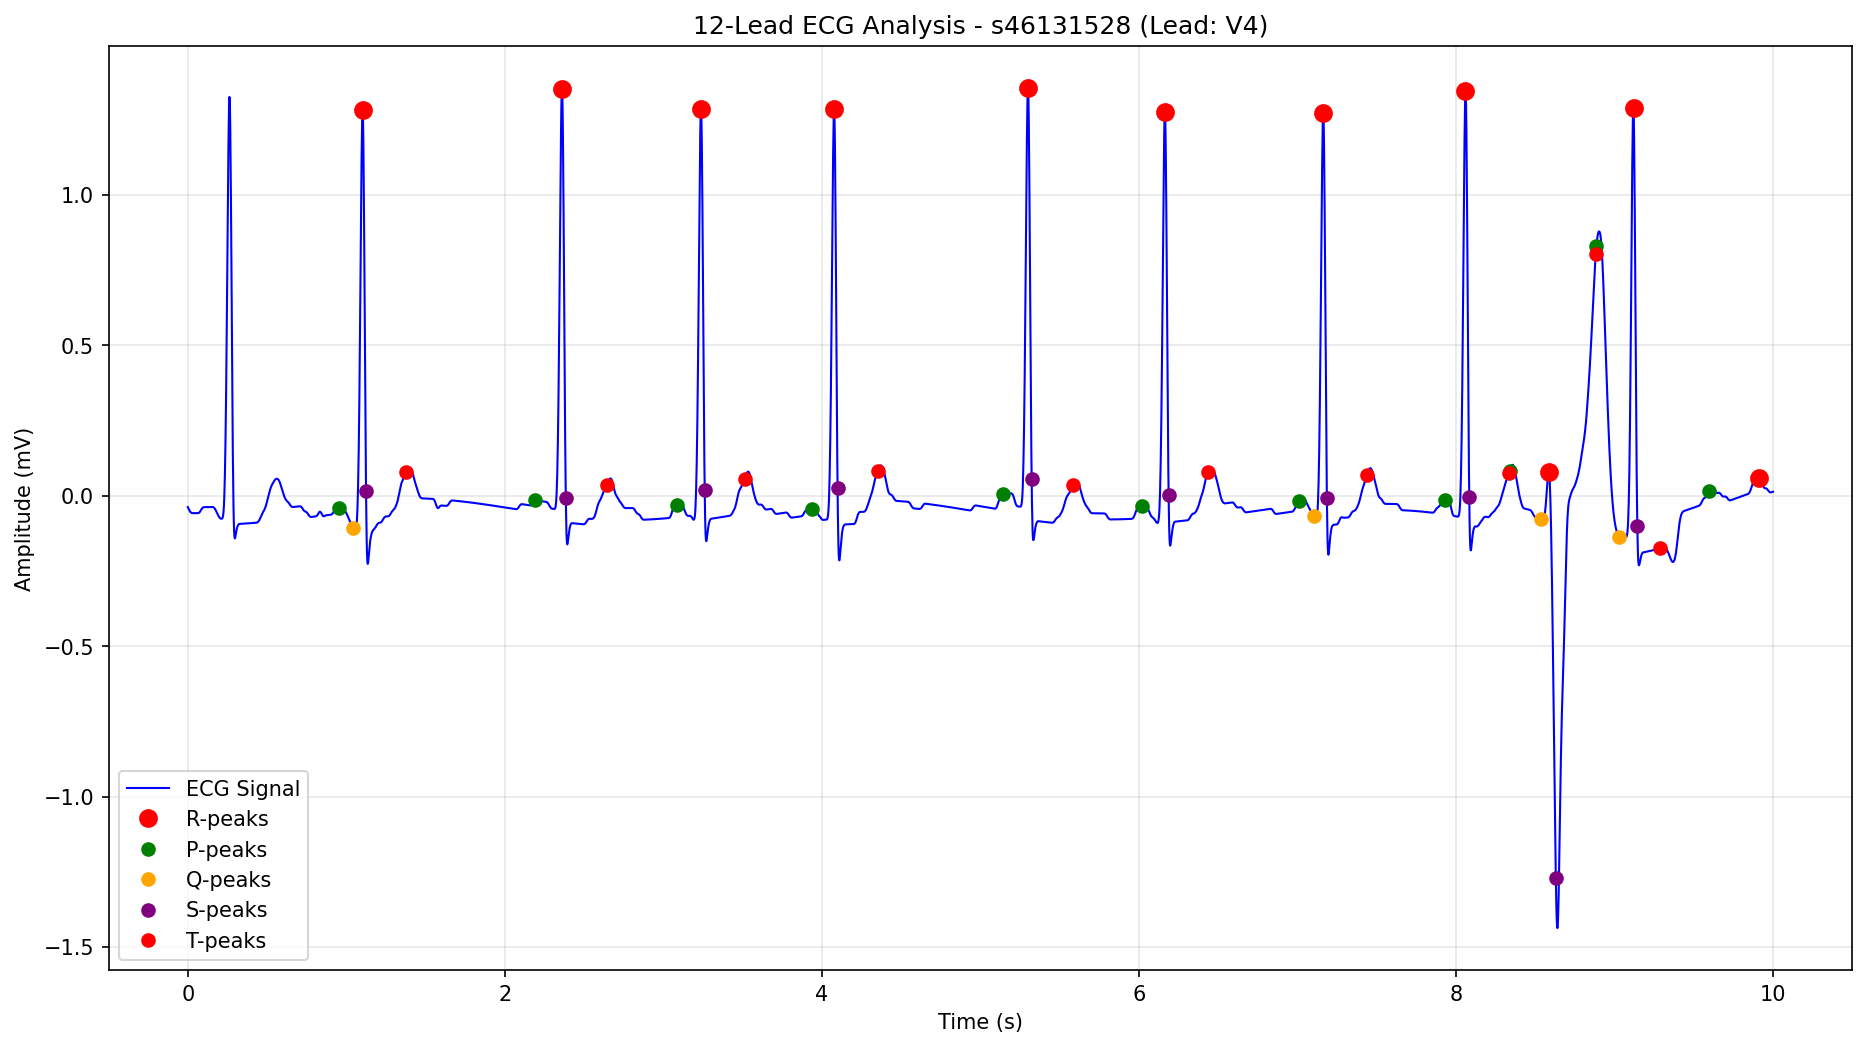 12-Lead ECG Analysis - s46131528 (Lead: V4)
Amplitude (mV)
1.0
0.5
0.0
−0.5
−1.0
−1.5
ECG Signal
R-peaks
P-peaks
Q-peaks
S-peaks
T-peaks
0 2 4 6 8 10
Time (s)